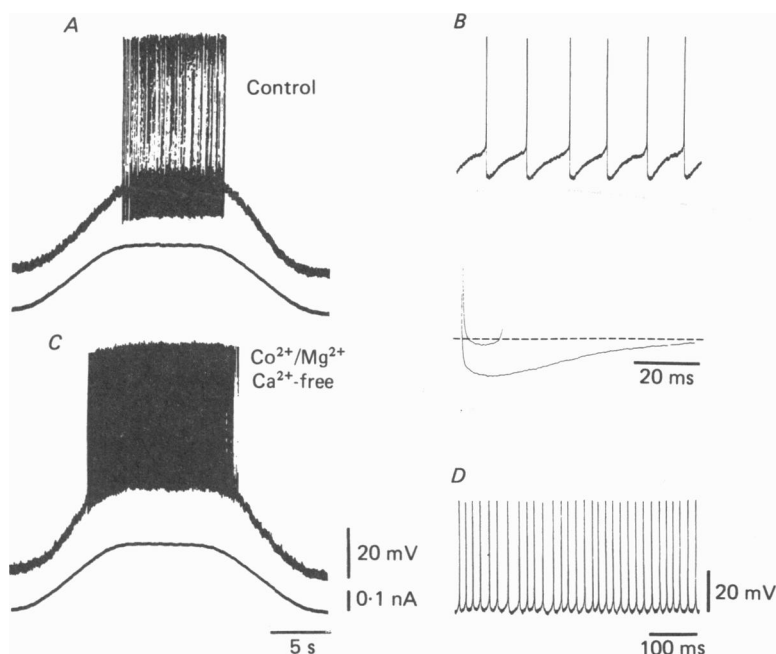 A
Control
B
20 ms
C
Co²⁺/Mg²⁺
Ca²⁺-free
20 mV
0·1 nA
5 s
D
20 mV
100 ms